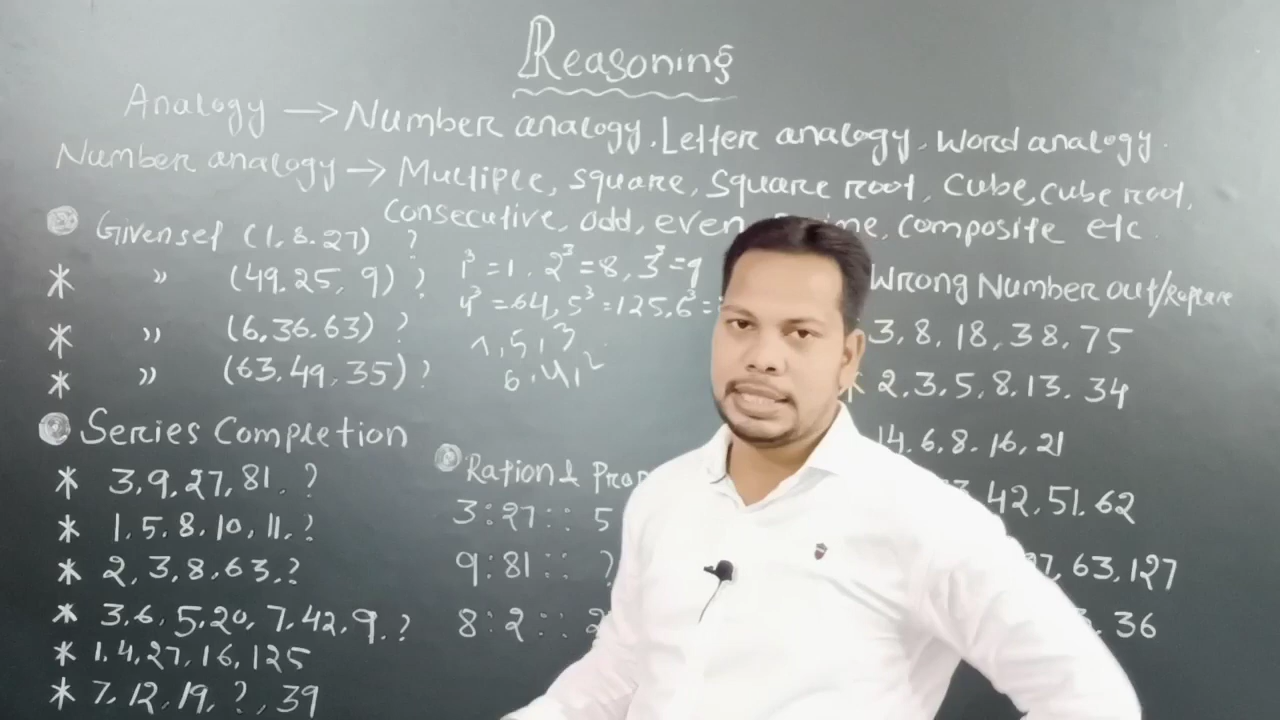 Reasoning
Analogy → Number analogy, Letter analogy, Word analogy.
Number analogy → Multiple, square, Square root, Cube, cube root,
Consecutive, odd, even, composite etc.
Given set (1, 8, 27) ?
* " (49, 25, 9) ?
* " (6, 36, 63) ?
* " (63, 49, 35) ?
1³ = 1, 2³ = 8, 3³ = 9
4³ = 64, 5³ = 125, 6³ =
1, 5, 3
6, 4, 2
Series Completion
* 3, 9, 27, 81, ?
* 1, 5, 8, 10, 11, ?
* 2, 3, 8, 63, ?
* 3, 6, 5, 20, 7, 42, 9, ?
* 1, 4, 27, 16, 125
* 7, 12, 19, ?, 39
Ration &
3 : 27 :: 5
9 : 81 :: ?
8 : 2 ::
Wrong Number out/
3, 8, 18, 38, 75
* 2, 3, 5, 8, 13, 34
6, 8, 16, 21
42, 51, 62
63, 127
36